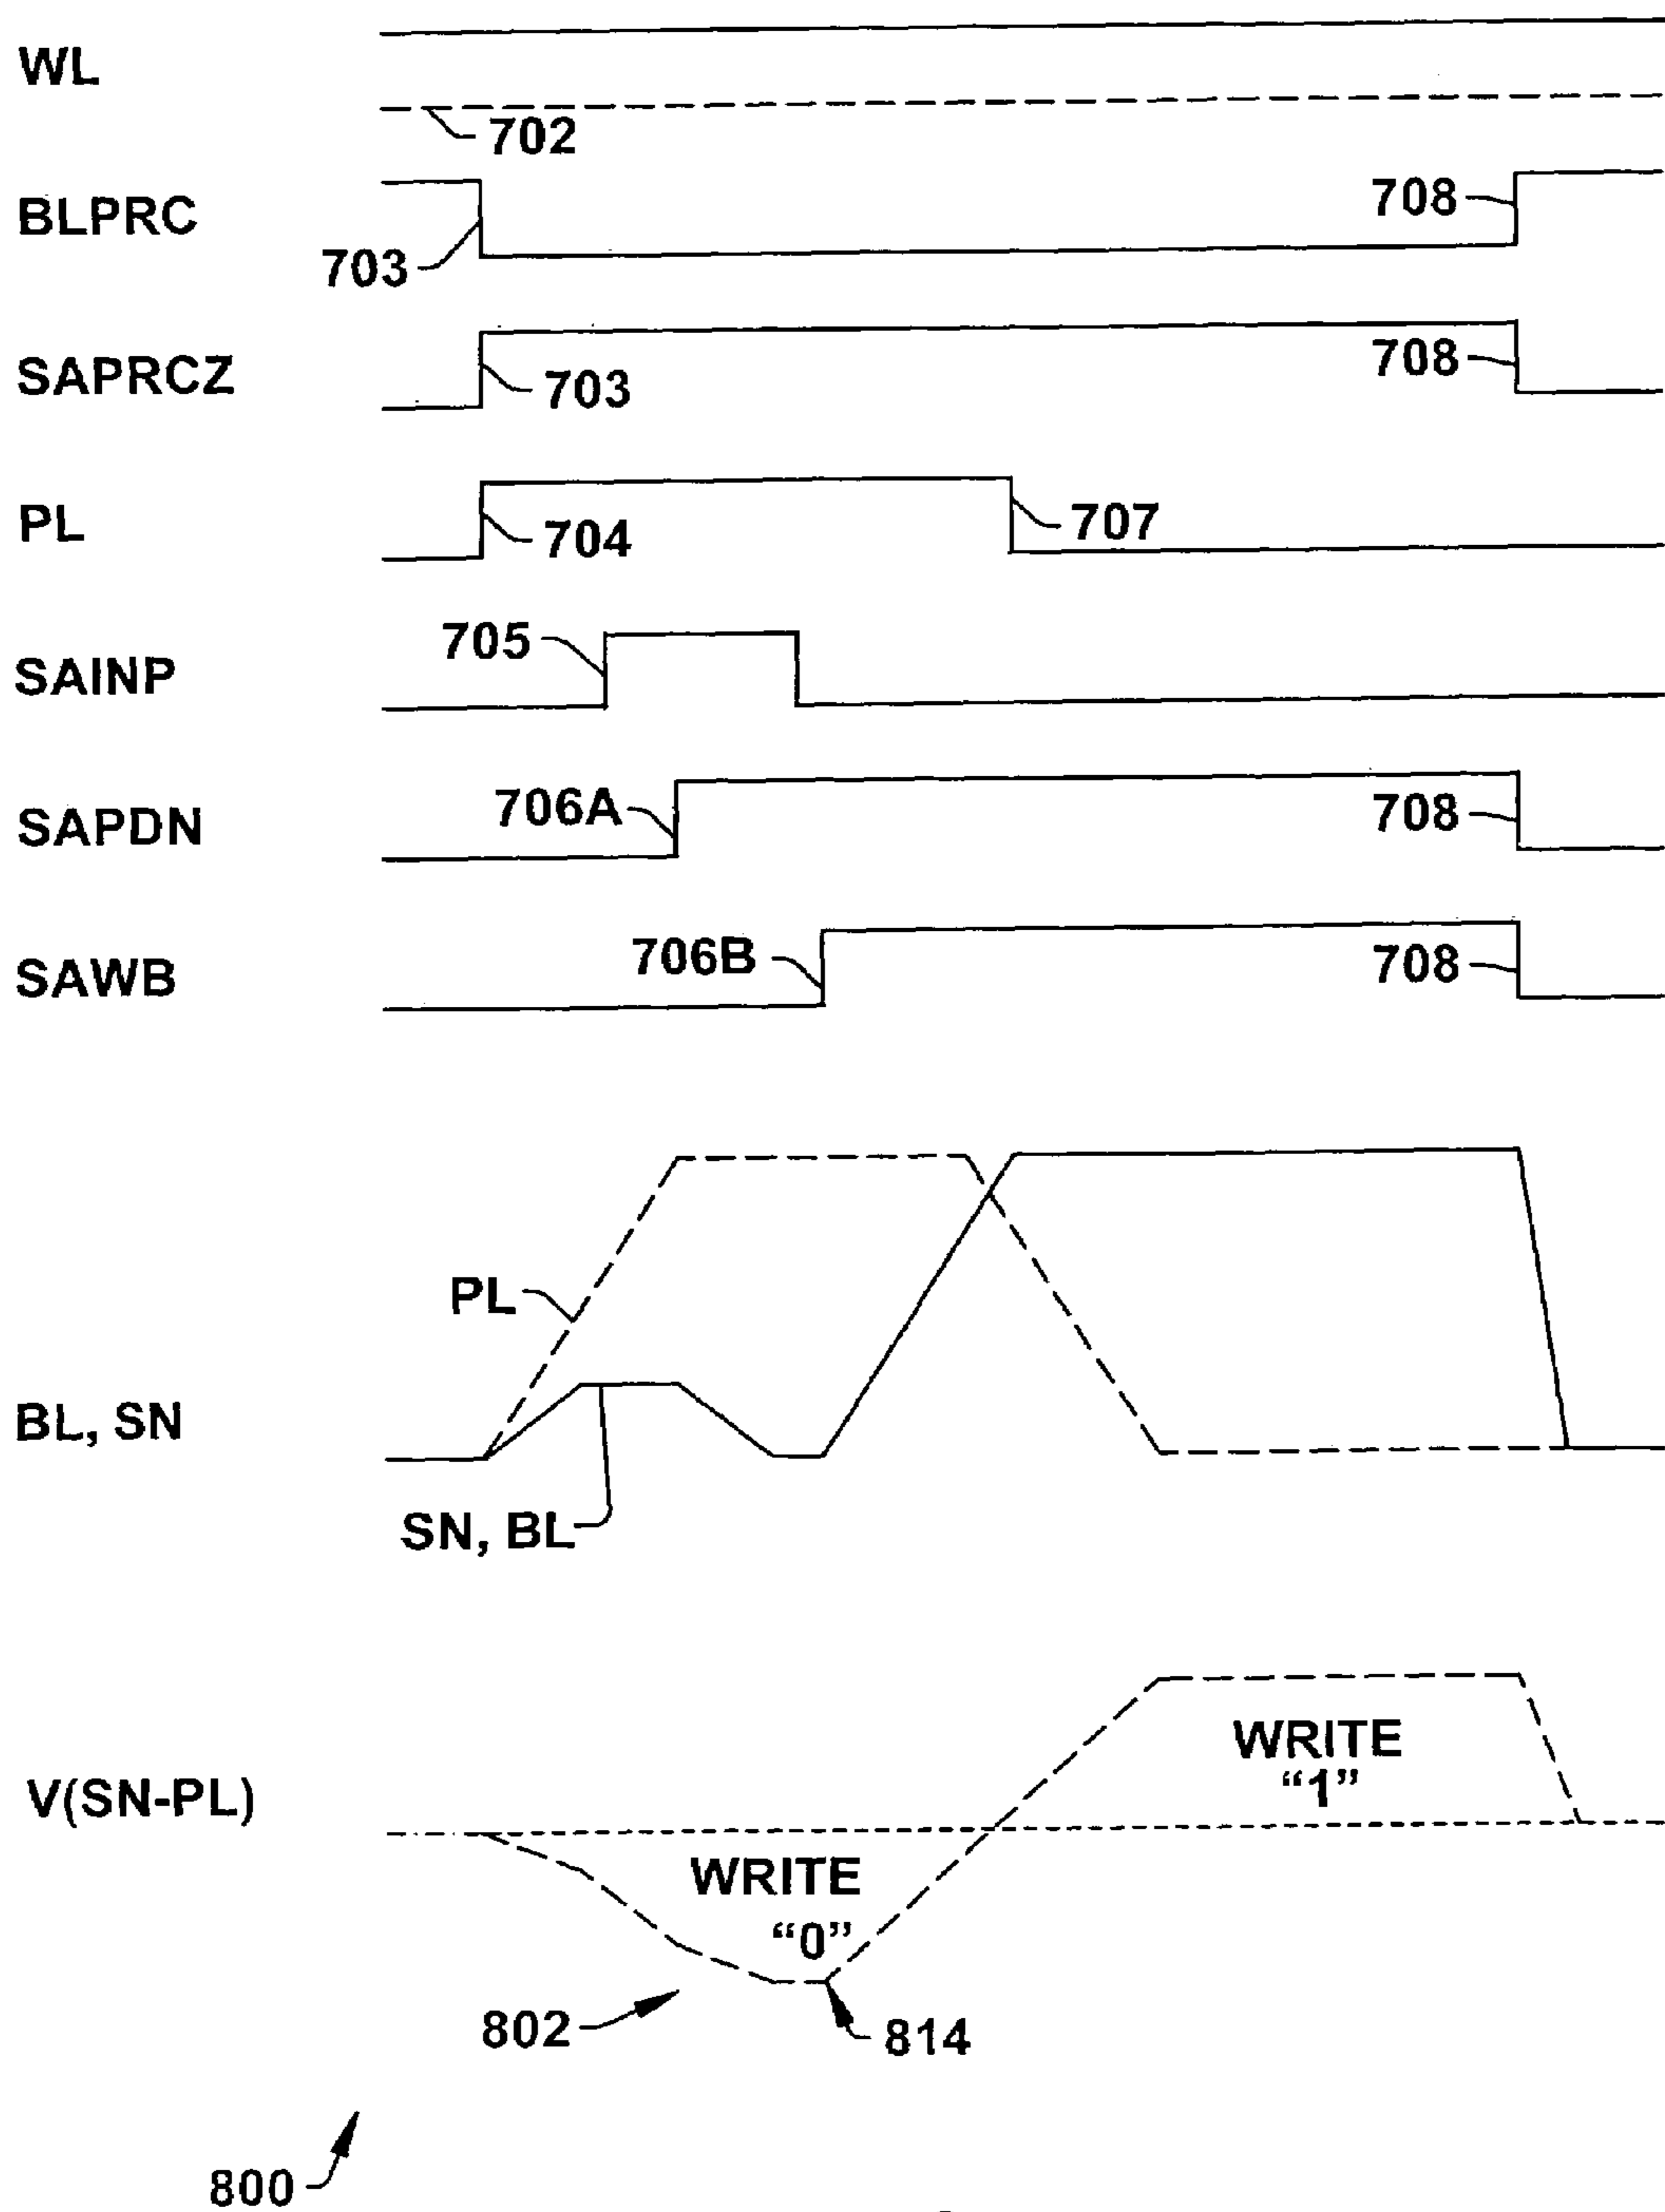 WL
702
BLPRC
703
708
SAPRCZ
703
708
PL
704
707
SAINP
705
SAPDN
706A
708
SAWB
706B
708
PL
BL, SN
SN, BL
WRITE
“1”
V(SN-PL)
WRITE
“0”
802
814
800